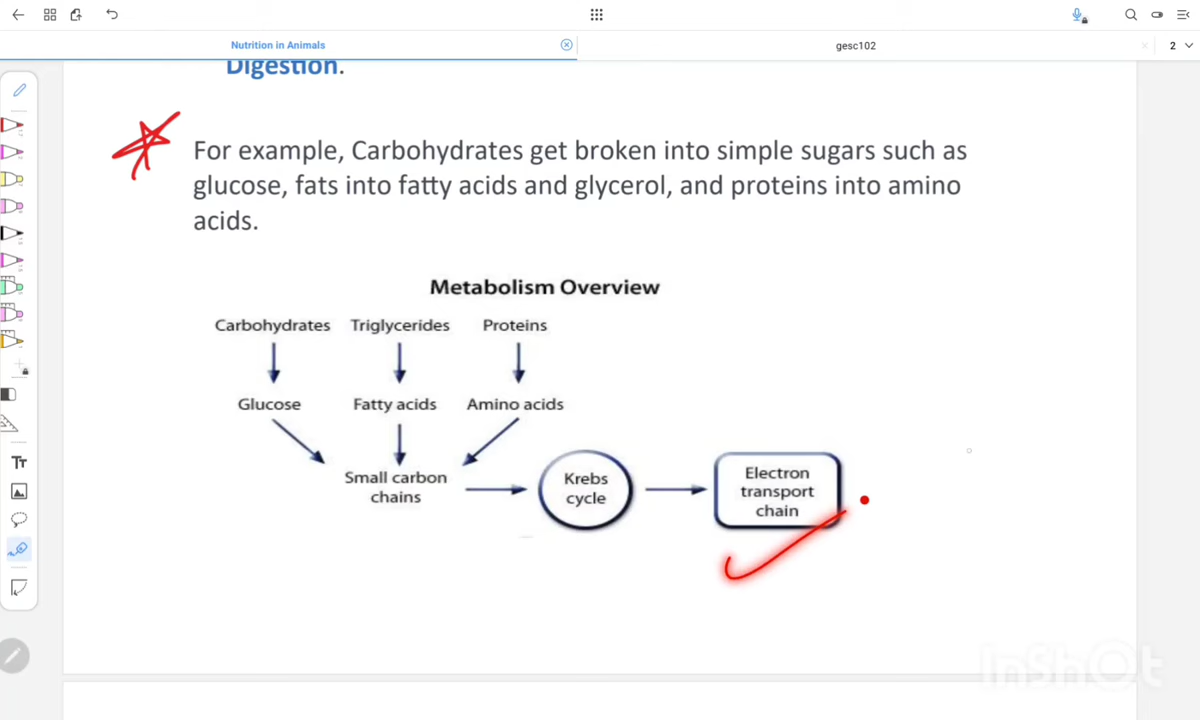 Nutrition in Animals
gesc102
2
Digestion.
For example, Carbohydrates get broken into simple sugars such as
glucose, fats into fatty acids and glycerol, and proteins into amino
acids.
Metabolism Overview
Carbohydrates Triglycerides Proteins
Glucose Fatty acids Amino acids
Small carbon
chains
Krebs
cycle
Electron
transport
chain
TT
InShOt